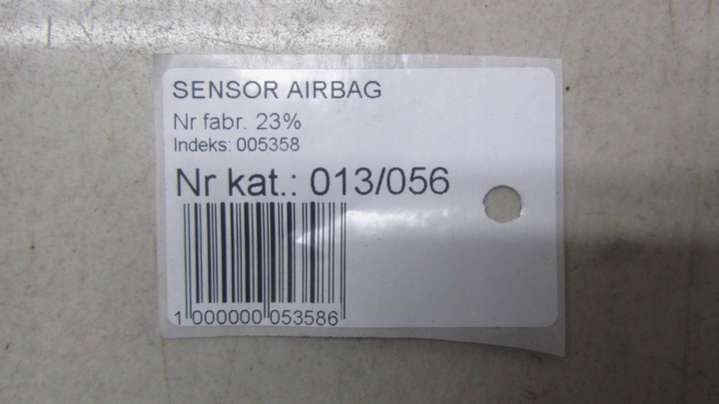 SENSOR AIRBAG
Nr fabr. 23%
Indeks: 005358
Nr kat.: 013/056
1 000000 053586